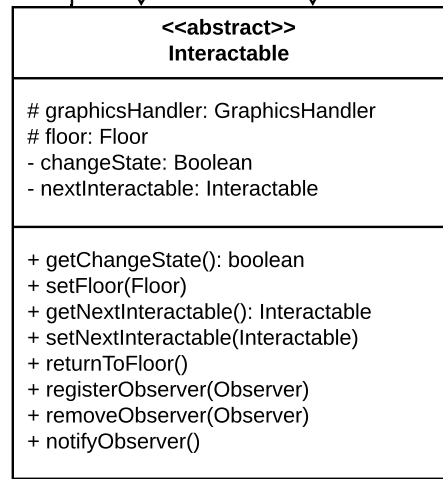 <<abstract>>
Interactable
# graphicsHandler: GraphicsHandler
# floor: Floor
- changeState: Boolean
- nextInteractable: Interactable
+ getChangeState(): boolean
+ setFloor(Floor)
+ getNextInteractable(): Interactable
+ setNextInteractable(Interactable)
+ returnToFloor()
+ registerObserver(Observer)
+ removeObserver(Observer)
+ notifyObserver()